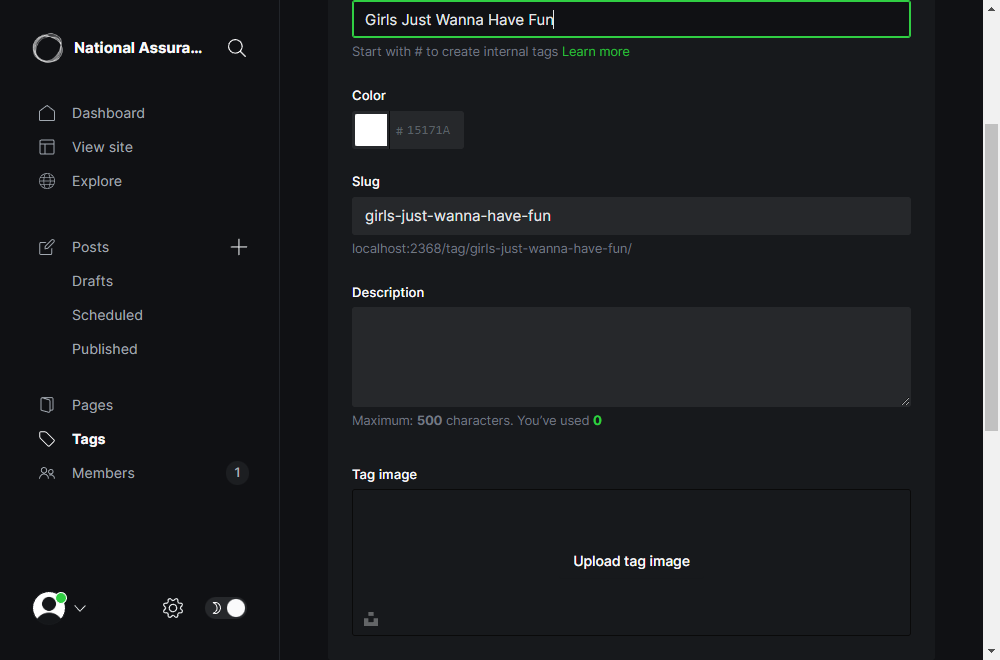 National Assura...
Dashboard
View site
Explore
Posts
Drafts
Scheduled
Published
Pages
Tags
Members
1
Girls Just Wanna Have Fun
Start with # to create internal tags Learn more
Color
# 15171A
Slug
girls-just-wanna-have-fun
localhost:2368/tag/girls-just-wanna-have-fun/
Description
Maximum: 500 characters. You’ve used 0
Tag image
Upload tag image